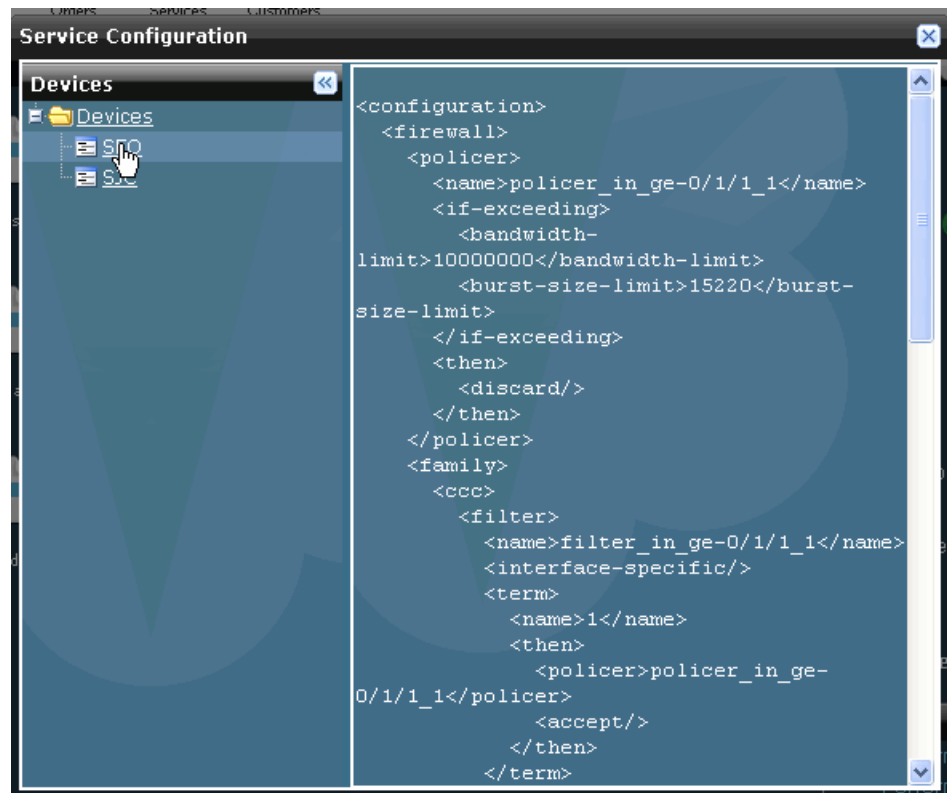 Orders Services Customers
Service Configuration
Devices
Devices
<configuration>
<firewall>
<policer>
<name>policer_in_ge-0/1/1_1</name>
<if-exceeding>
<bandwidth-
limit>10000000</bandwidth-limit>
<burst-size-limit>15220</burst-
size-limit>
</if-exceeding>
<then>
<discard/>
</then>
</policer>
<family>
<ccc>
<filter>
<name>filter_in_ge-0/1/1_1</name>
<interface-specific/>
<term>
<name>1</name>
<then>
<policer>policer_in_ge-
0/1/1_1</policer>
<accept/>
</then>
</term>